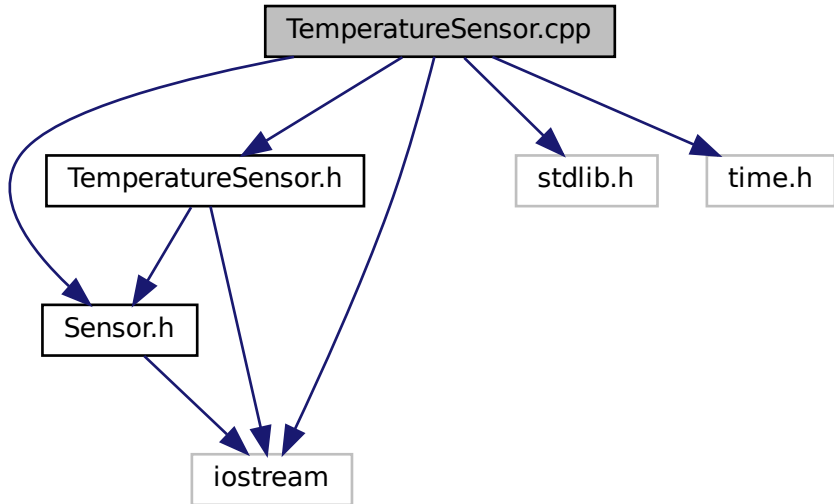 TemperatureSensor.cpp
TemperatureSensor.h
stdlib.h
time.h
Sensor.h
iostream